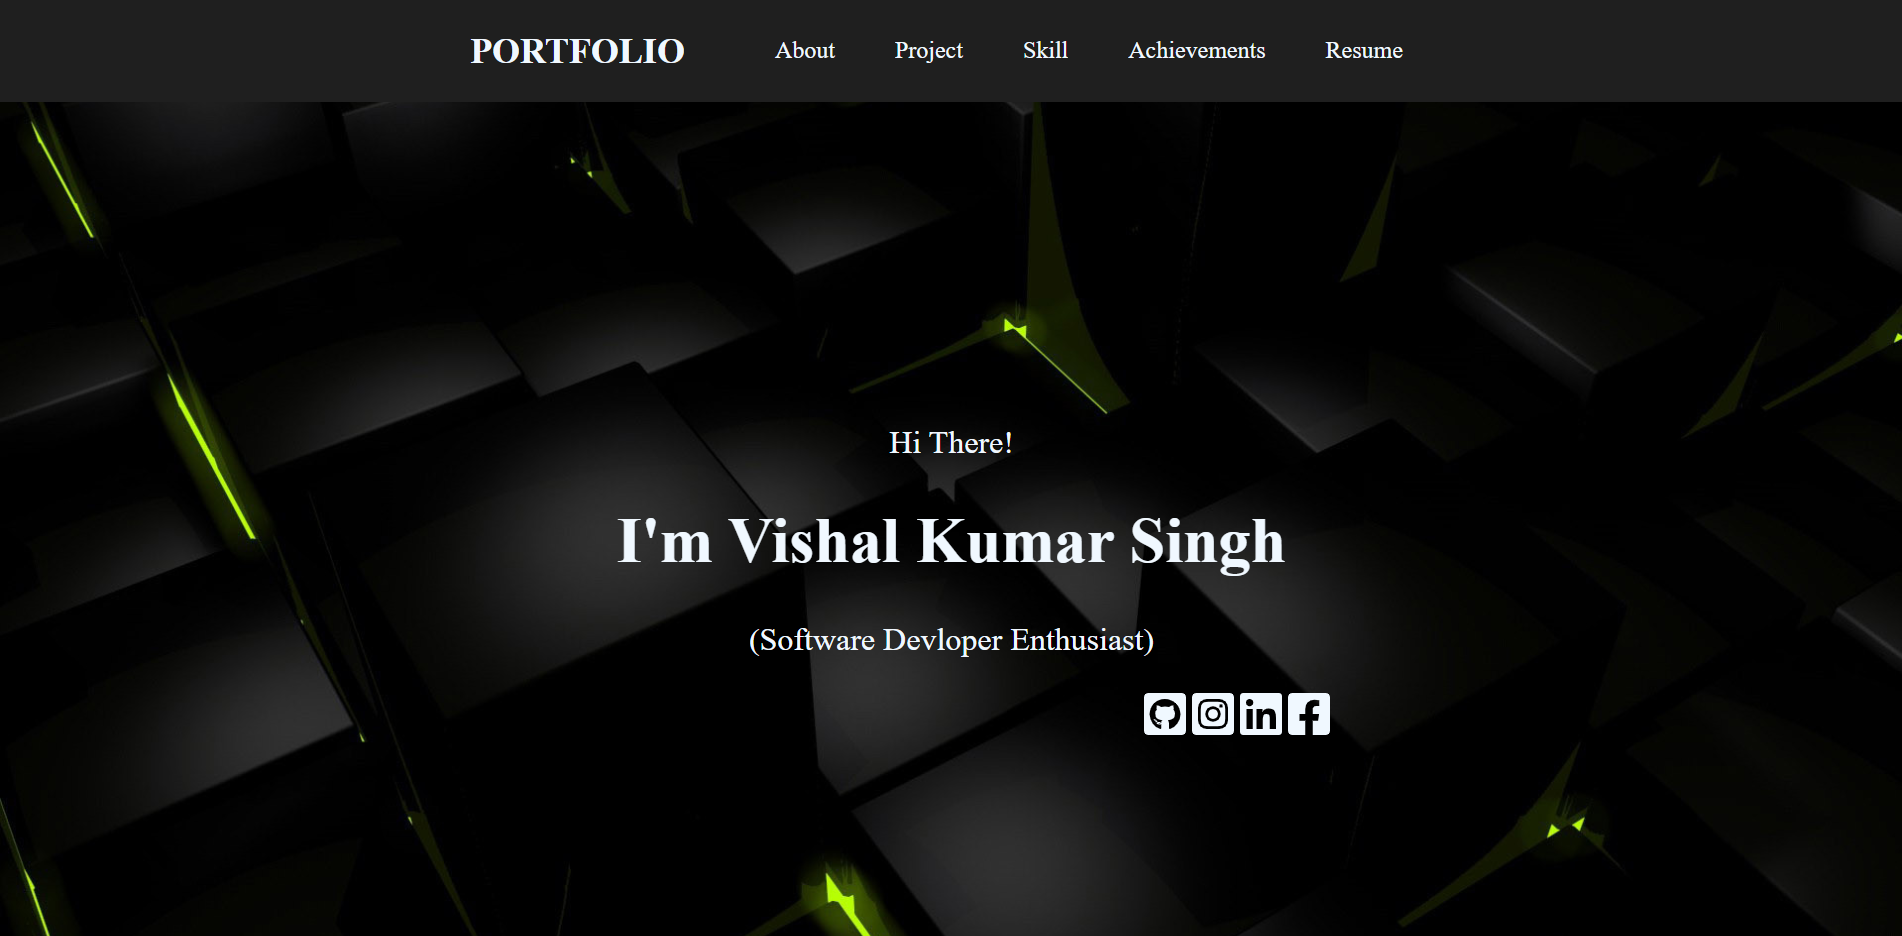 PORTFOLIO About Project Skill Achievements Resume
Hi There!
I'm Vishal Kumar Singh
(Software Devloper Enthusiast)